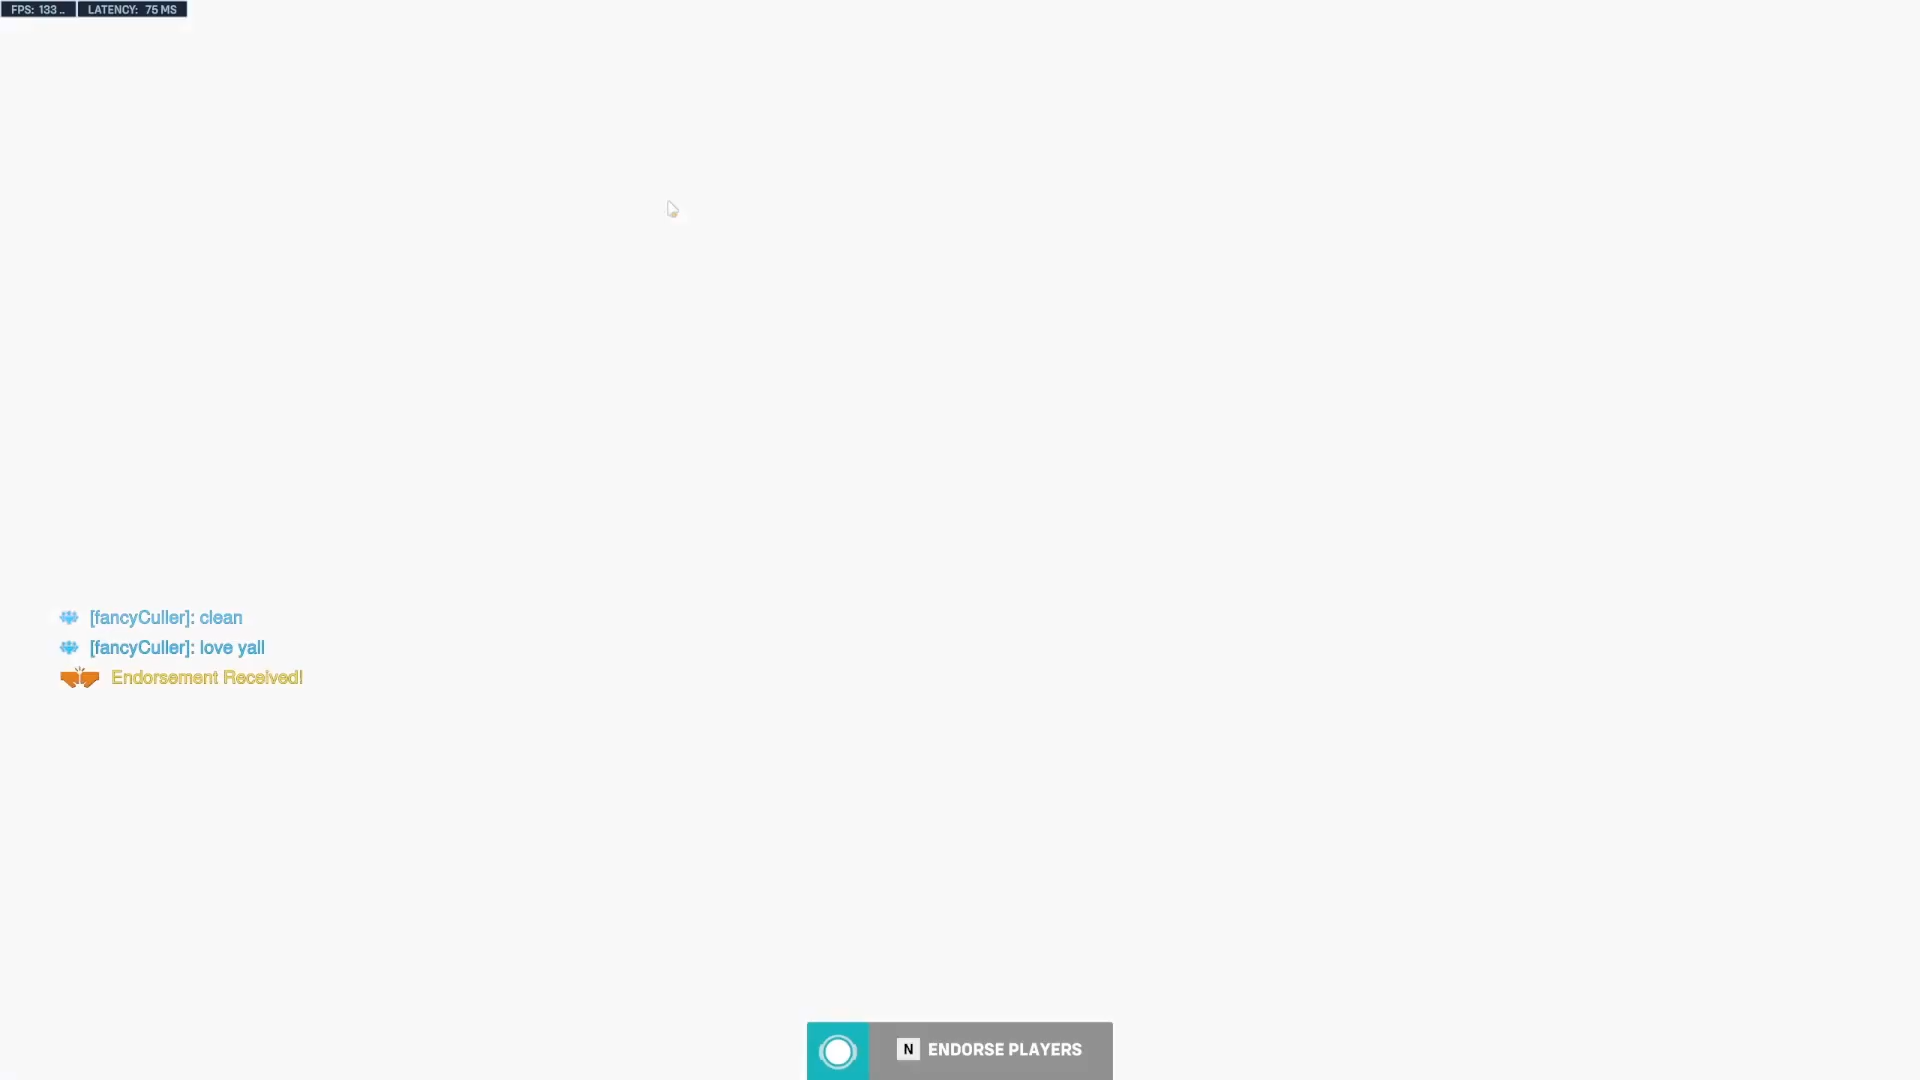 FPS: 133 .. LATENCY: 75 MS
[fancyCuller]: clean
[fancyCuller]: love yall
Endorsement Received!
N ENDORSE PLAYERS